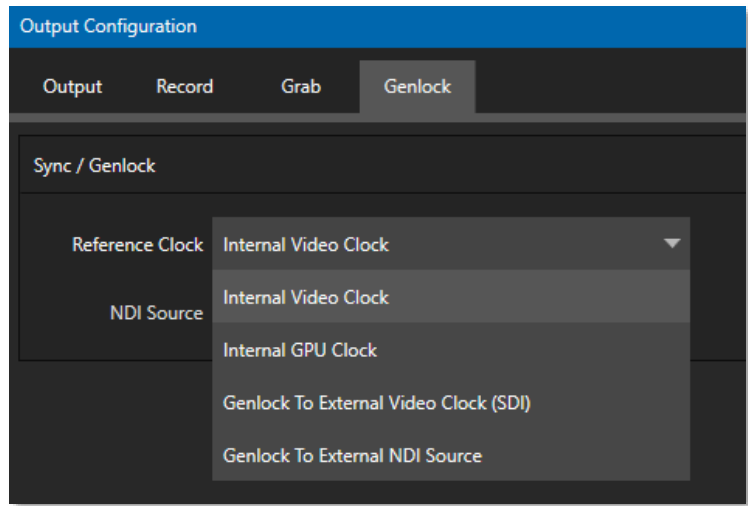 Output Configuration
Output Record Grab Genlock
Sync / Genlock
Reference Clock Internal Video Clock
Internal Video Clock
NDI Source
Internal GPU Clock
Genlock To External Video Clock (SDI)
Genlock To External NDI Source